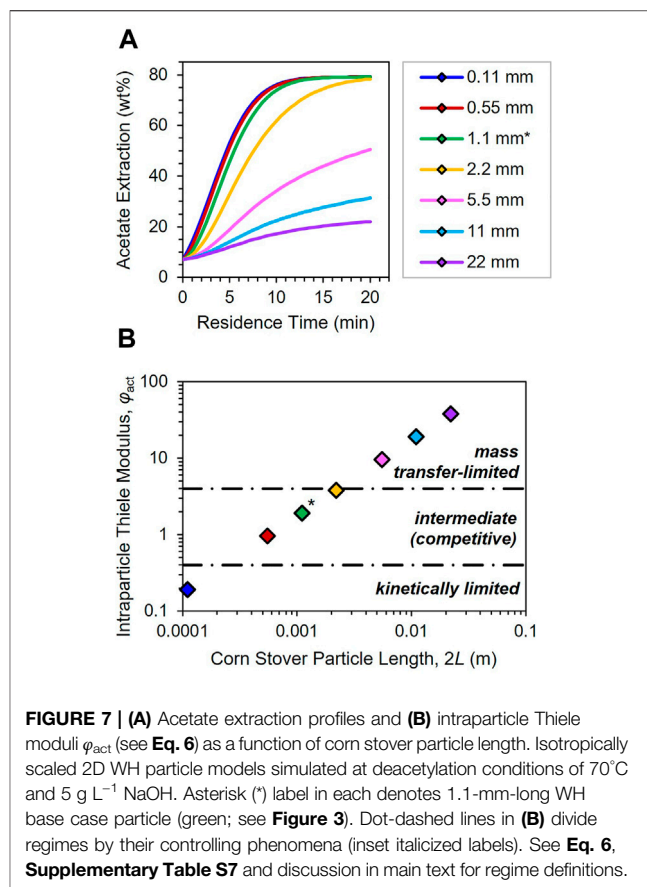 A
80
60
40
20
0
Acetate Extraction (wt%)
0 5 10 15 20
Residence Time (min)
0.11 mm
0.55 mm
1.1 mm*
2.2 mm
5.5 mm
11 mm
22 mm
B
100
10
1
0.1
Intraparticle Thiele Modulus, φact
*
mass
transfer-limited
intermediate
(competitive)
kinetically limited
0.0001 0.001 0.01 0.1
Corn Stover Particle Length, 2L (m)
FIGURE 7 | (A) Acetate extraction profiles and (B) intraparticle Thiele
moduli φact (see Eq. 6) as a function of corn stover particle length. Isotropically
scaled 2D WH particle models simulated at deacetylation conditions of 70°C
and 5 g L−1 NaOH. Asterisk (*) label in each denotes 1.1-mm-long WH
base case particle (green; see Figure 3). Dot-dashed lines in (B) divide
regimes by their controlling phenomena (inset italicized labels). See Eq. 6,
Supplementary Table S7 and discussion in main text for regime definitions.